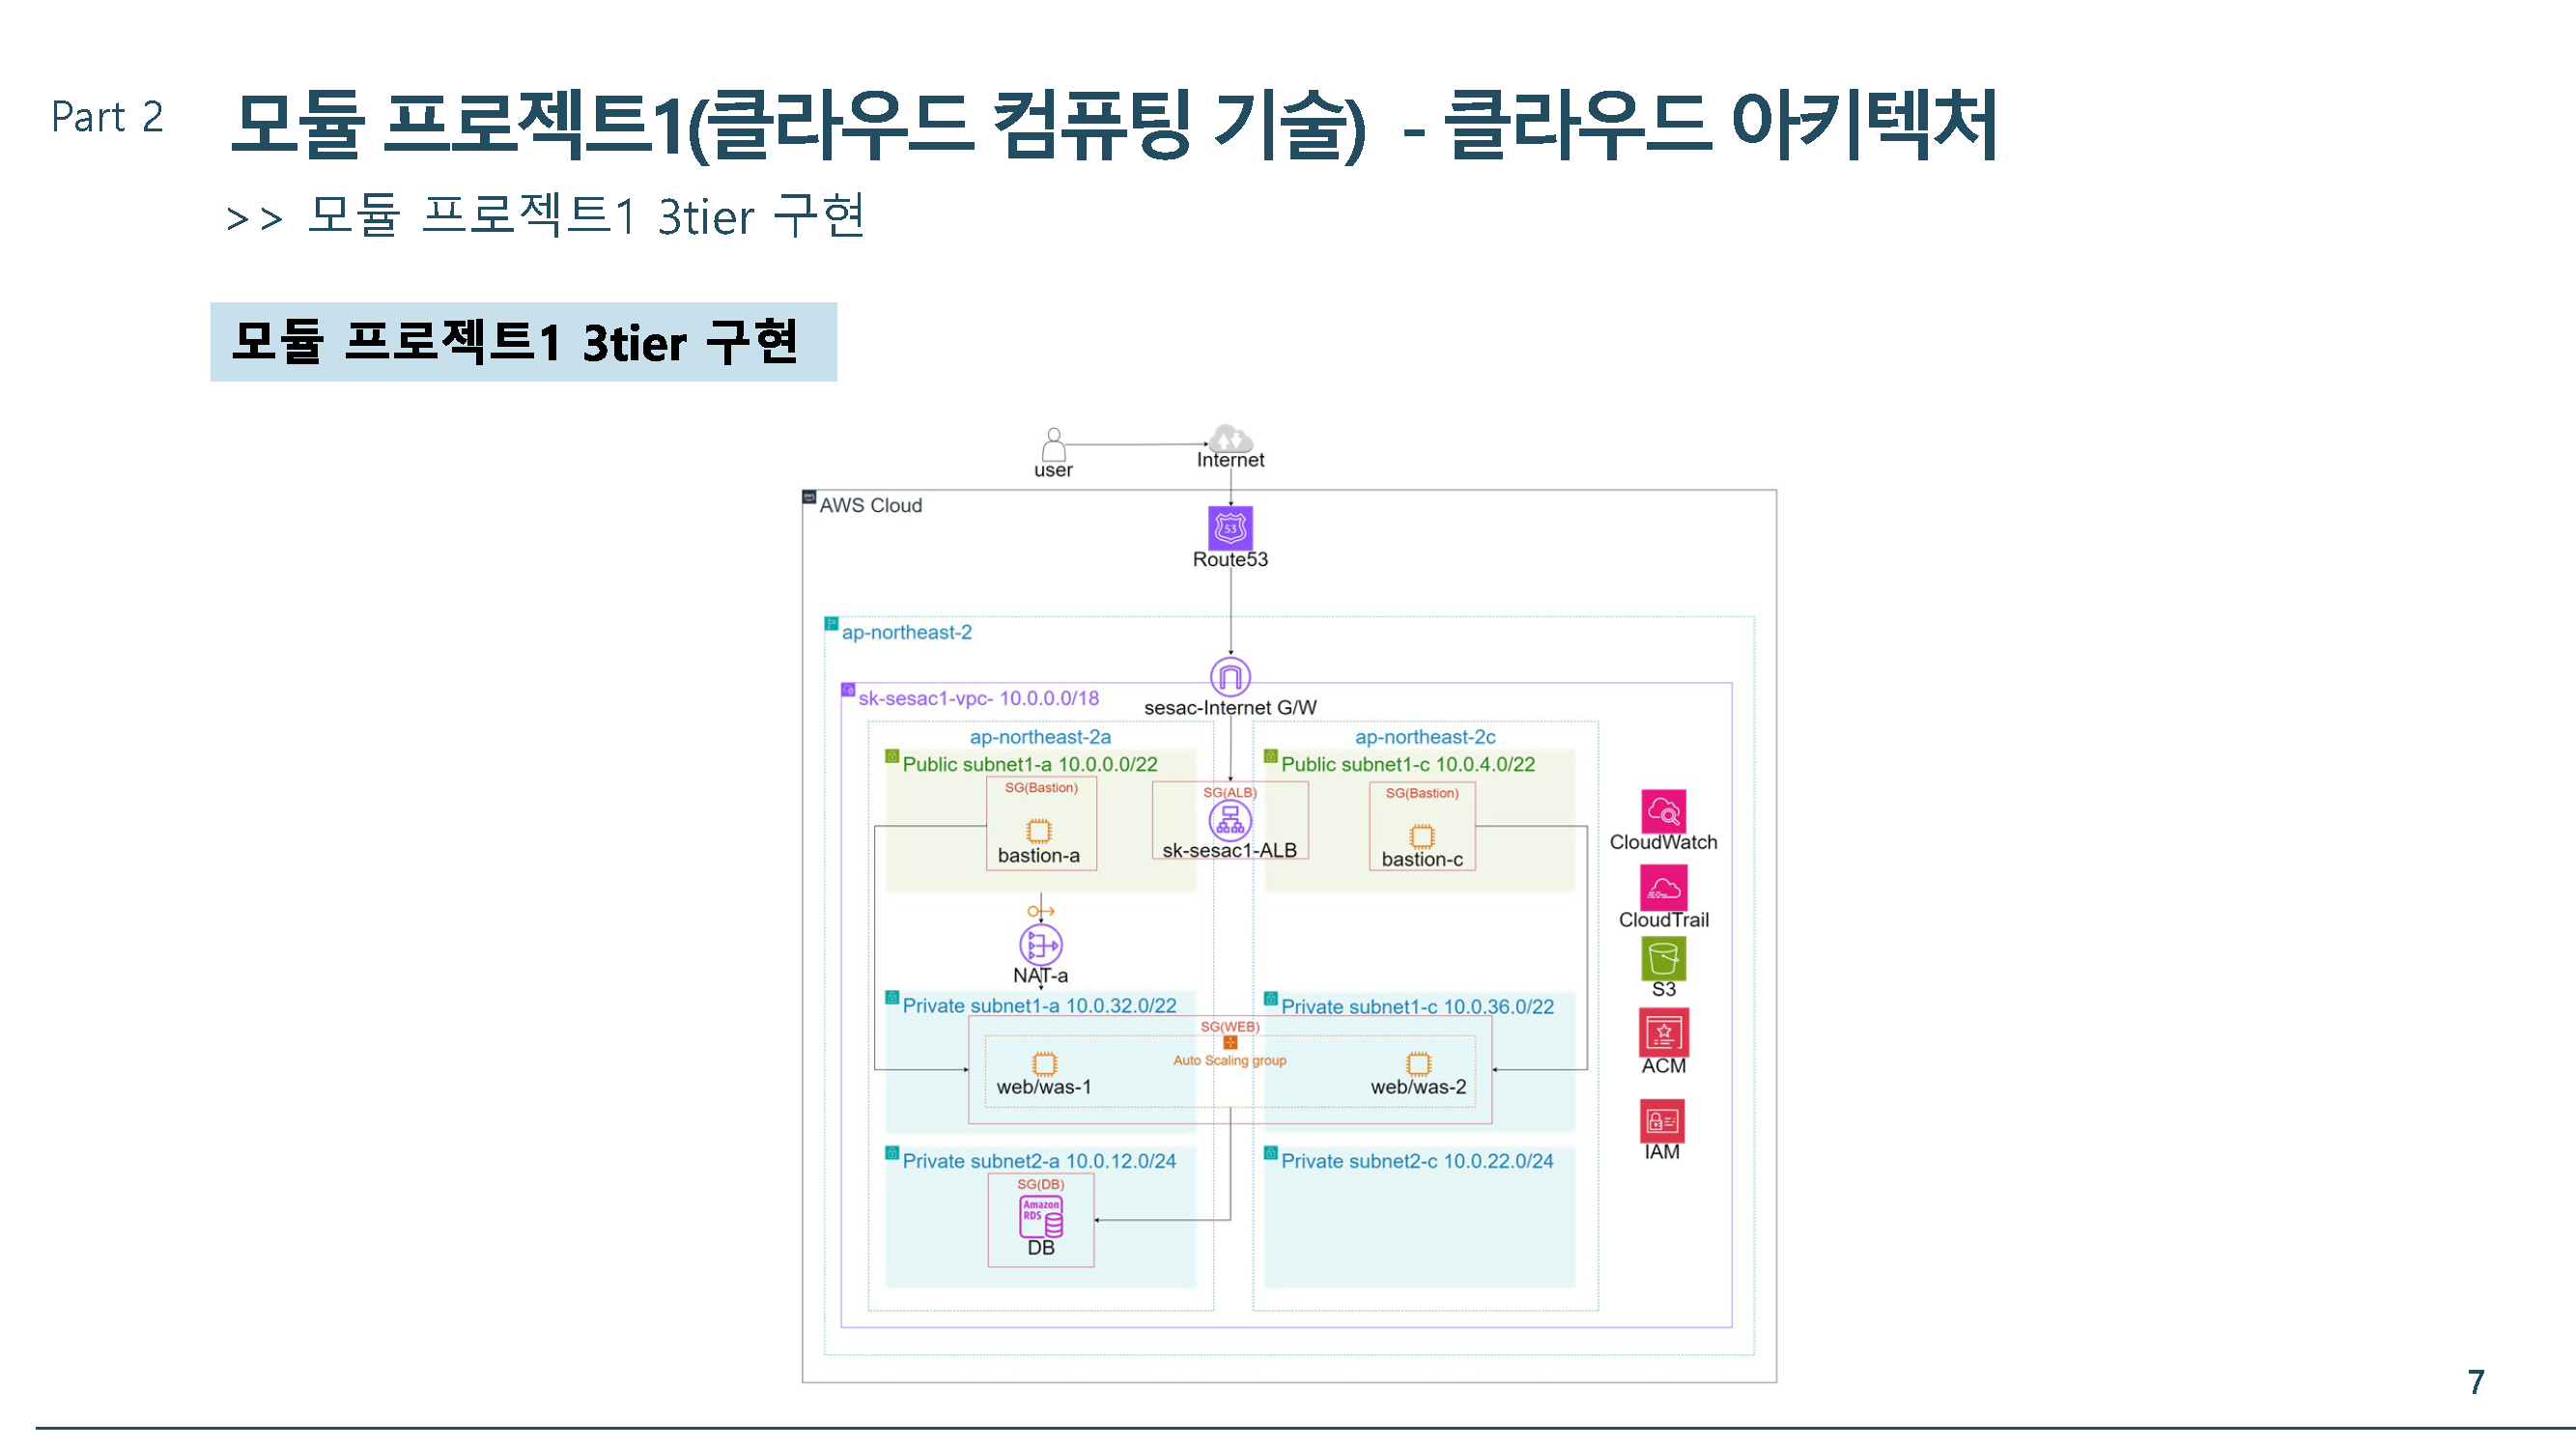 Part 2
모듈 프로젝트1(클라우드 컴퓨팅 기술) - 클라우드 아키텍처
>> 모듈 프로젝트1 3tier 구현
모듈 프로젝트1 3tier 구현
user
Internet
AWS Cloud
53
Route53
ap-northeast-2
sk-sesac1-vpc- 10.0.0.0/18
sesac-Internet G/W
ap-northeast-2a
ap-northeast-2c
Public subnet1-a 10.0.0.0/22
Public subnet1-c 10.0.4.0/22
SG(Bastion)
SG(ALB)
SG(Bastion)
bastion-a
sk-sesac1-ALB
bastion-c
CloudWatch
CloudTrail
NAT-a
S3
Private subnet1-a 10.0.32.0/22
Private subnet1-c 10.0.36.0/22
SG(WEB)
Auto Scaling group
web/was-1
web/was-2
ACM
IAM
Private subnet2-a 10.0.12.0/24
Private subnet2-c 10.0.22.0/24
SG(DB)
Amazon
RDS
DB
7